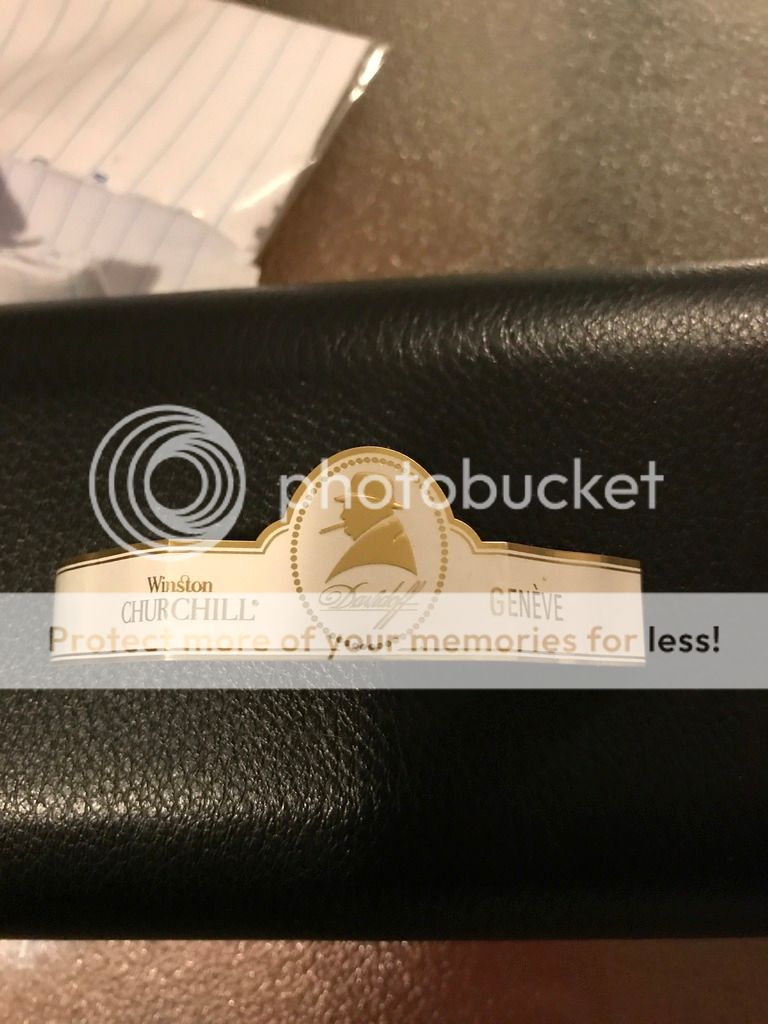 photobucket
Winston
CHURCHILL
Davidoff
GENÈVE
Protect more of your memories for less!